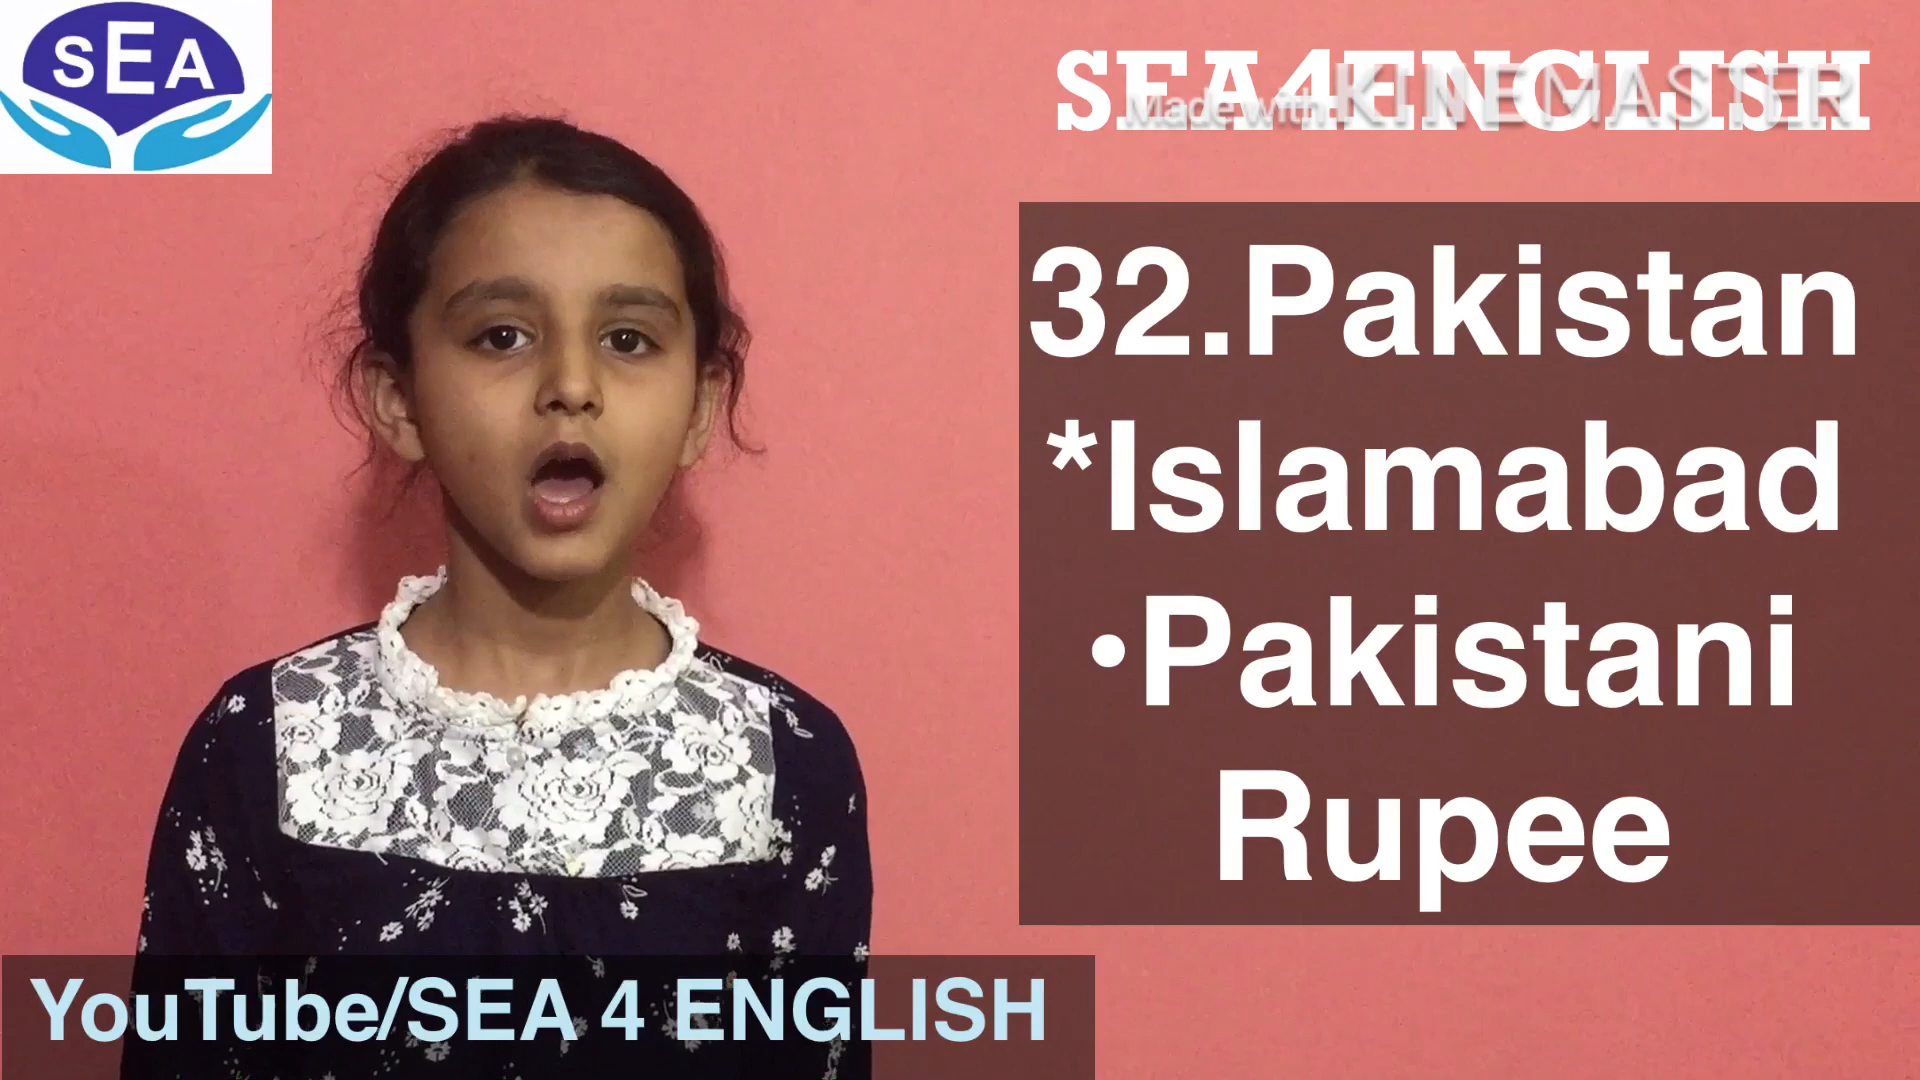 SEA
SEA4ENGLISH
Made with KINEMASTER
32.Pakistan
*Islamabad
•Pakistani
Rupee
YouTube/SEA 4 ENGLISH